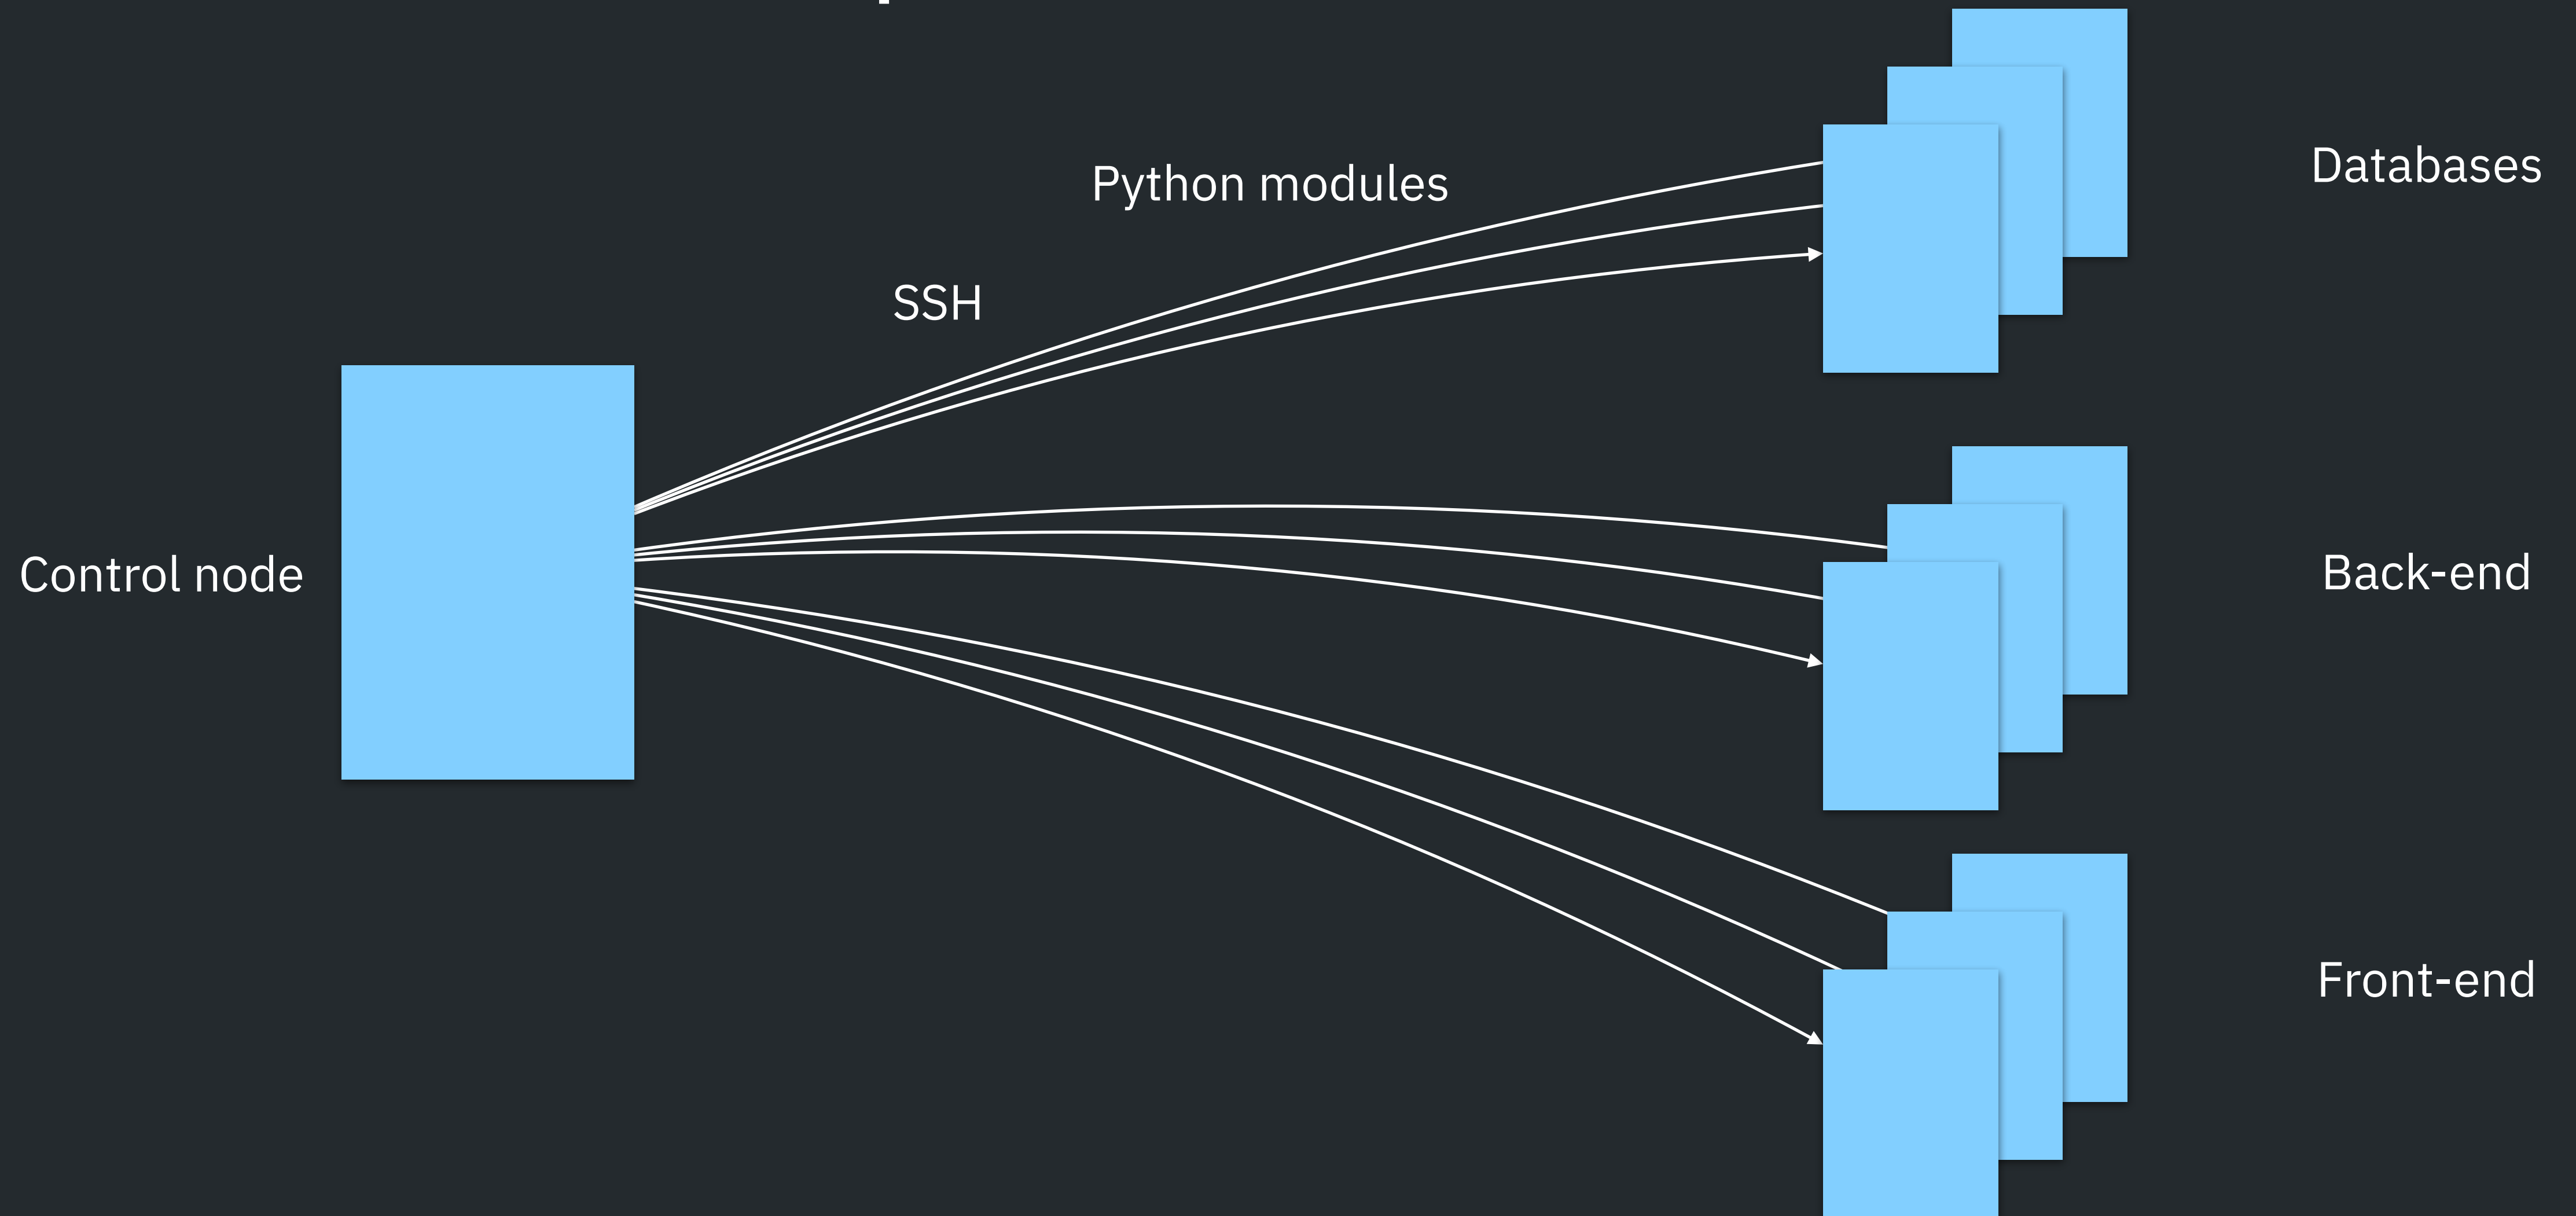 Python modules
Databases
SSH
Control node
Back-end
Front-end